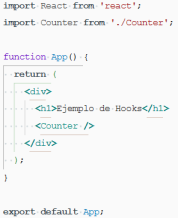 import React from 'react';
import Counter from './Counter';
function App() {
  return (
    <div>
      <h1>Ejemplo de Hooks</h1>
      <Counter />
    </div>
  );
}
export default App;